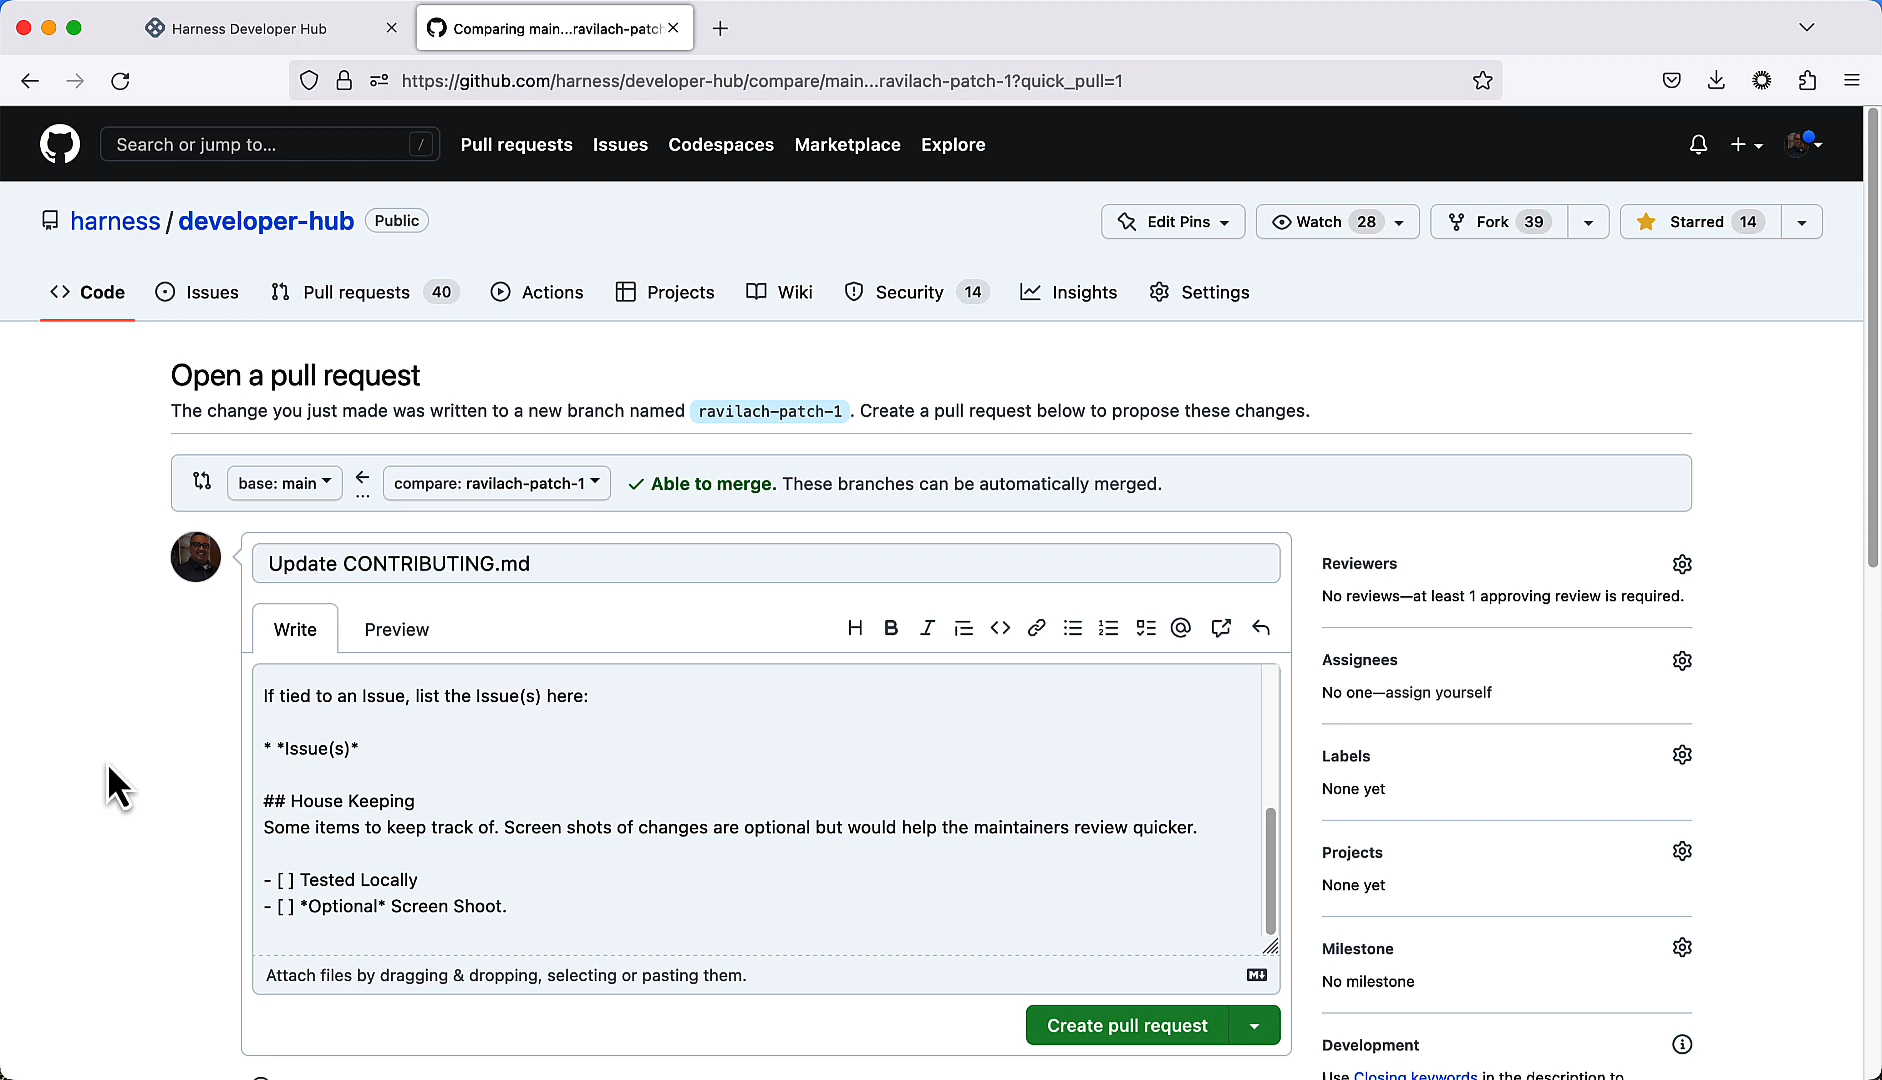 Harness Developer Hub
Comparing main...ravilach-patch
https://github.com/harness/developer-hub/compare/main...ravilach-patch-1?quick_pull=1
Search or jump to... /
Pull requests Issues Codespaces Marketplace Explore
harness / developer-hub Public
Edit Pins Watch 28 Fork 39 Starred 14
Code Issues Pull requests 40 Actions Projects Wiki Security 14 Insights Settings
Open a pull request
The change you just made was written to a new branch named ravilach-patch-1. Create a pull request below to propose these changes.
base: main ... compare: ravilach-patch-1 Able to merge. These branches can be automatically merged.
Update CONTRIBUTING.md
Write Preview
If tied to an Issue, list the Issue(s) here:
* *Issue(s)*
## House Keeping
Some items to keep track of. Screen shots of changes are optional but would help the maintainers review quicker.
- [ ] Tested Locally
- [ ] *Optional* Screen Shoot.
Attach files by dragging & dropping, selecting or pasting them.
Create pull request
Reviewers
No reviews—at least 1 approving review is required.
Assignees
No one—assign yourself
Labels
None yet
Projects
None yet
Milestone
No milestone
Development
Use Closing keywords in the description to